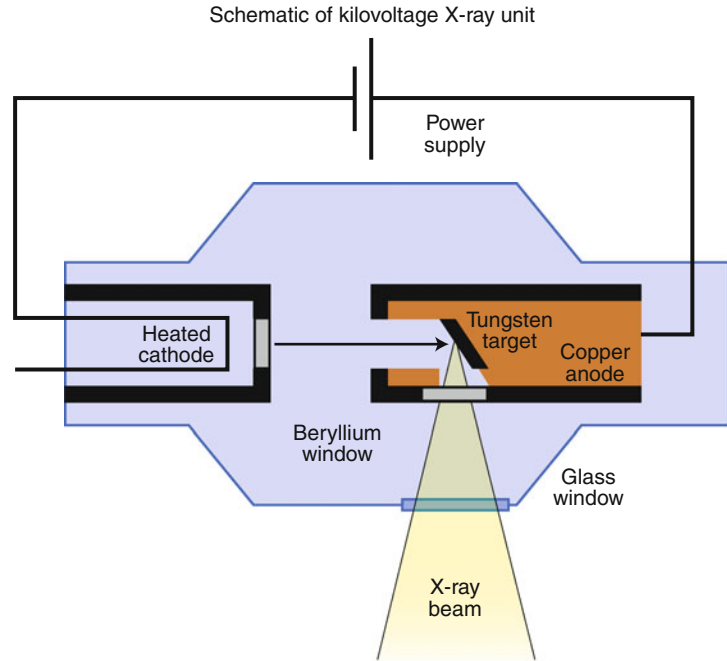 Schematic of kilovoltage X-ray unit
Power
supply
Heated
cathode
Tungsten
target
Copper
anode
Beryllium
window
Glass
window
X-ray
beam